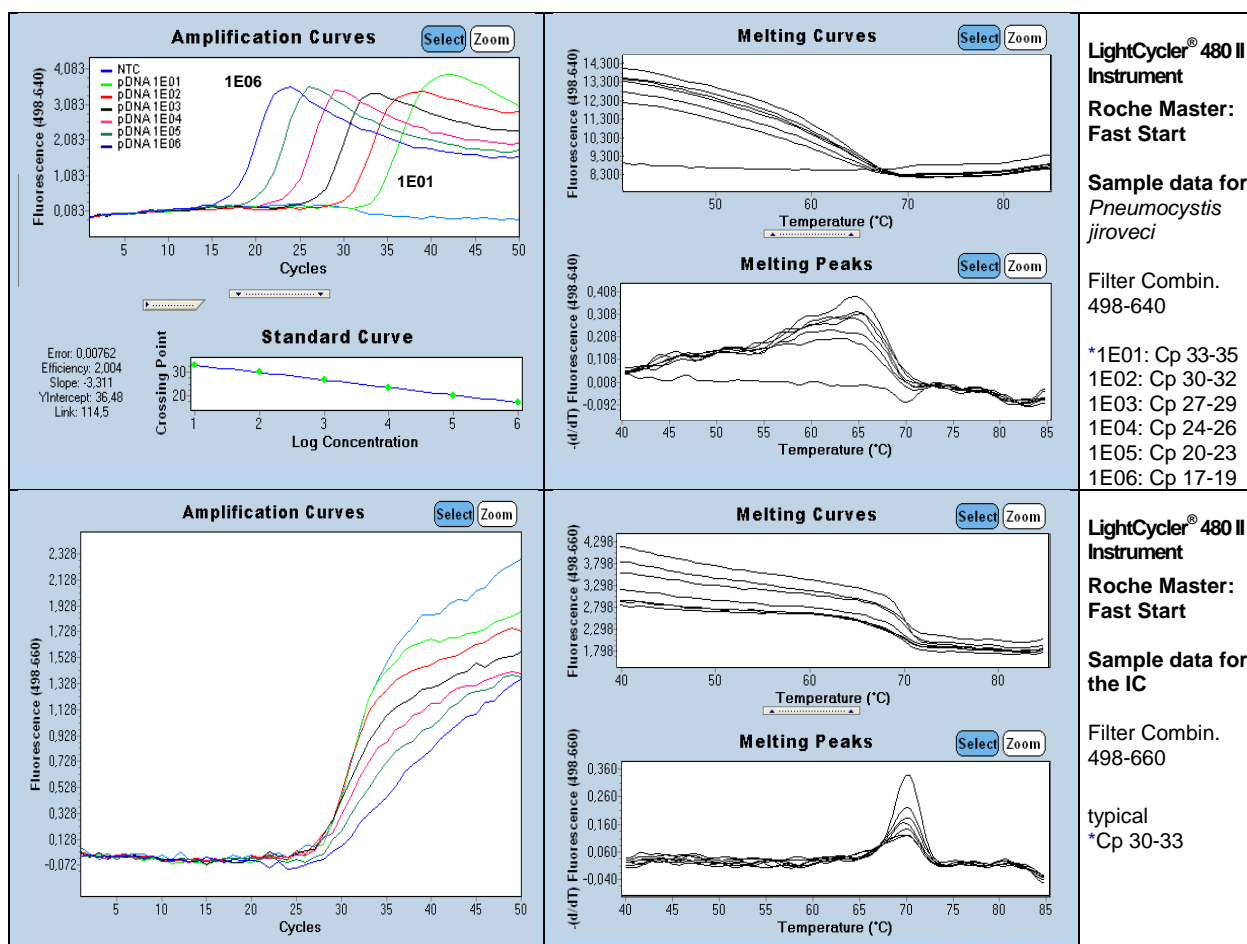 Amplification Curves
Select Zoom
4,083
3,083
2,083
1,083
0,083
Fluorescence (498-640)
NTC
pDNA 1E01
pDNA 1E02
pDNA 1E03
pDNA 1E04
pDNA 1E05
pDNA 1E06
1E06
1E01
5 10 15 20 25 30 35 40 45 50
Cycles
Standard Curve
Error: 0,00762
Efficiency: 2,004
Slope: -3,311
YIntercept: 36,48
Link: 114,5
Crossing Point
30
20
1 2 3 4 5 6
Log Concentration
Melting Curves
Select Zoom
14,300
13,300
12,300
11,300
10,300
9,300
8,300
Fluorescence (498-640)
50 60 70 80
Temperature (°C)
Melting Peaks
Select Zoom
0,408
0,308
0,208
0,108
0,008
-0,092
-(d/dT) Fluorescence (498-640)
40 45 50 55 60 65 70 75 80 85
Temperature (°C)
LightCycler® 480 II
Instrument
Roche Master:
Fast Start
Sample data for
Pneumocystis
jiroveci
Filter Combin.
498-640
*1E01: Cp 33-35
1E02: Cp 30-32
1E03: Cp 27-29
1E04: Cp 24-26
1E05: Cp 20-23
1E06: Cp 17-19
Amplification Curves
Select Zoom
2,328
2,128
1,928
1,728
1,528
1,328
1,128
0,928
0,728
0,528
0,328
0,128
-0,072
Fluorescence (498-660)
5 10 15 20 25 30 35 40 45 50
Cycles
Melting Curves
Select Zoom
4,298
3,798
3,298
2,798
2,298
1,798
Fluorescence (498-660)
40 50 60 70 80
Temperature (°C)
Melting Peaks
Select Zoom
0,360
0,260
0,160
0,060
-0,040
-(d/dT) Fluorescence (498-660)
40 45 50 55 60 65 70 75 80 85
Temperature (°C)
LightCycler® 480 II
Instrument
Roche Master:
Fast Start
Sample data for
the IC
Filter Combin.
498-660
typical
*Cp 30-33